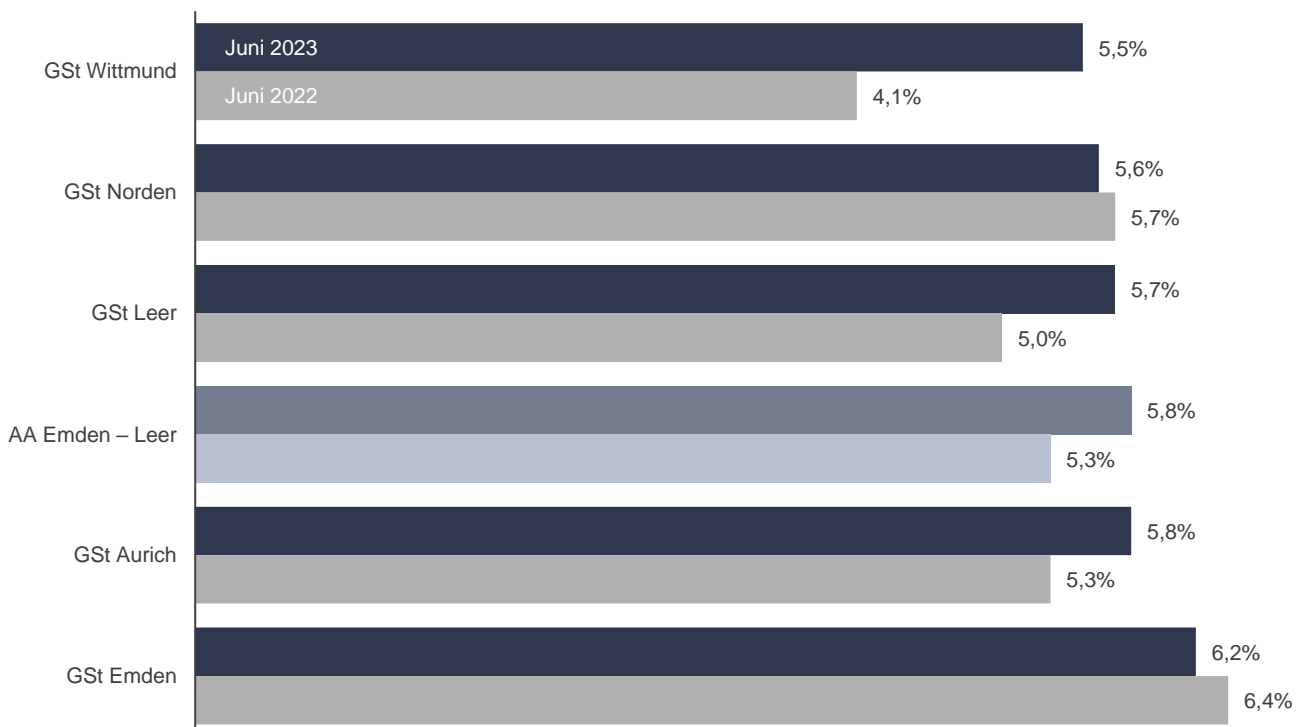 Juni 2023
5,5%
GSt Wittmund
Juni 2022
4,1%
5,6%
GSt Norden
5,7%
5,7%
GSt Leer
5,0%
5,8%
AA Emden – Leer
5,3%
5,8%
GSt Aurich
5,3%
6,2%
GSt Emden
6,4%